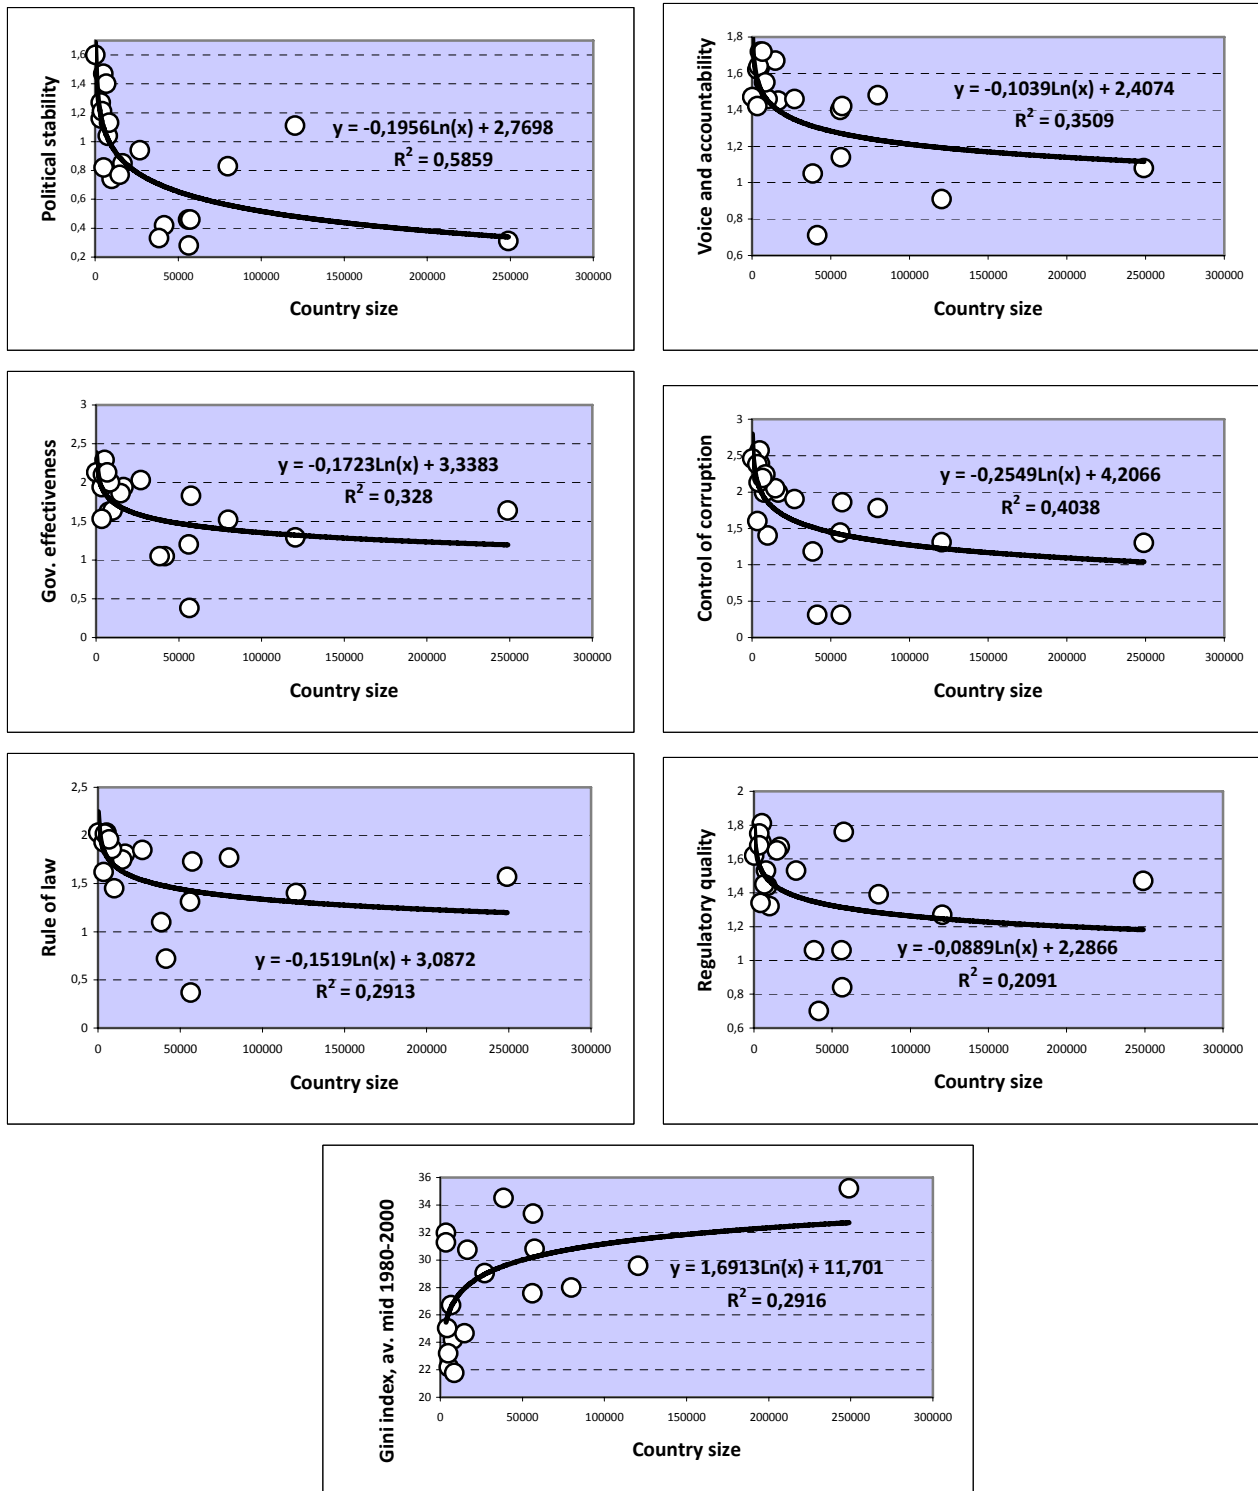 Political stability
1,6
1,4
1,2
1
0,8
0,6
0,4
0,2
y = -0,1956Ln(x) + 2,7698
R² = 0,5859
0 50000 100000 150000 200000 250000 300000
Country size
Voice and accountability
1,8
1,6
1,4
1,2
1
0,8
0,6
y = -0,1039Ln(x) + 2,4074
R² = 0,3509
0 50000 100000 150000 200000 250000 300000
Country size
Gov. effectiveness
3
2,5
2
1,5
1
0,5
0
y = -0,1723Ln(x) + 3,3383
R² = 0,328
0 50000 100000 150000 200000 250000 300000
Country size
Control of corruption
3
2,5
2
1,5
1
0,5
0
y = -0,2549Ln(x) + 4,2066
R² = 0,4038
0 50000 100000 150000 200000 250000 300000
Country size
Rule of law
2,5
2
1,5
1
0,5
0
y = -0,1519Ln(x) + 3,0872
R² = 0,2913
0 50000 100000 150000 200000 250000 300000
Country size
Regulatory quality
2
1,8
1,6
1,4
1,2
1
0,8
0,6
y = -0,0889Ln(x) + 2,2866
R² = 0,2091
0 50000 100000 150000 200000 250000 300000
Country size
Gini index, av. mid 1980-2000
36
34
32
30
28
26
24
22
20
y = 1,6913Ln(x) + 11,701
R² = 0,2916
0 50000 100000 150000 200000 250000 300000
Country size